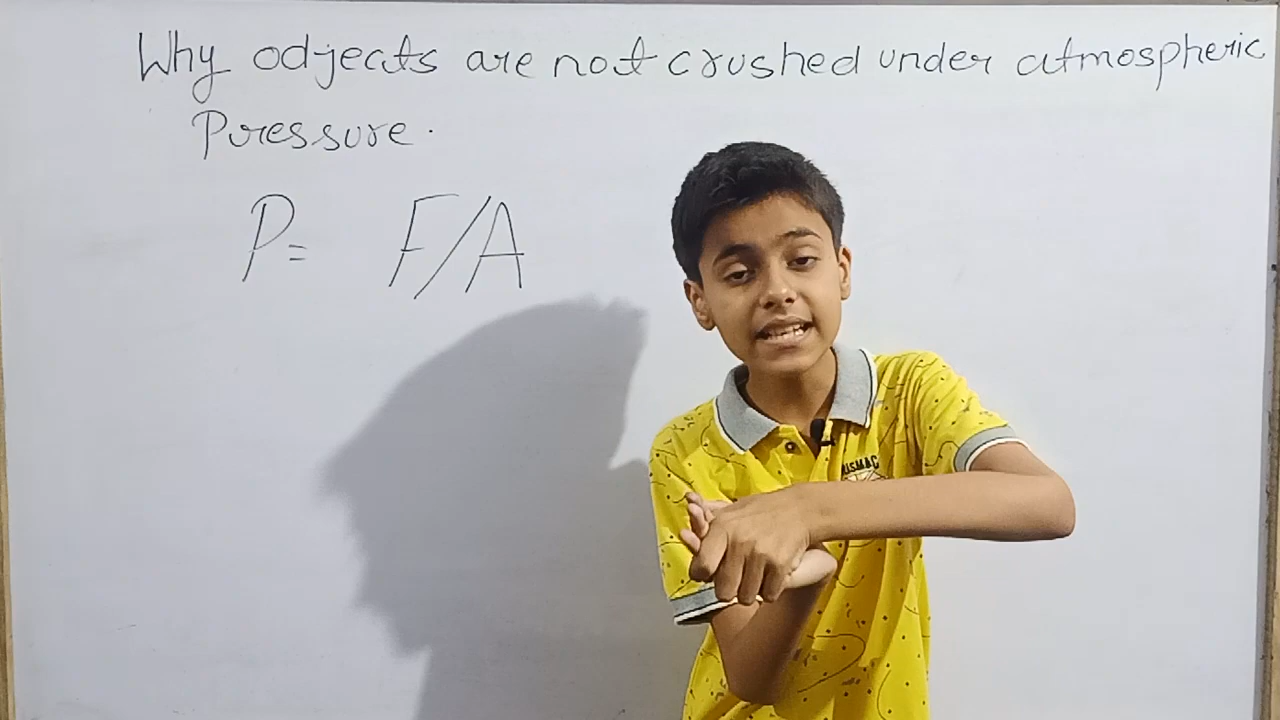 Why odjects are not crushed under atmospheric
Pressure.
P= F/A